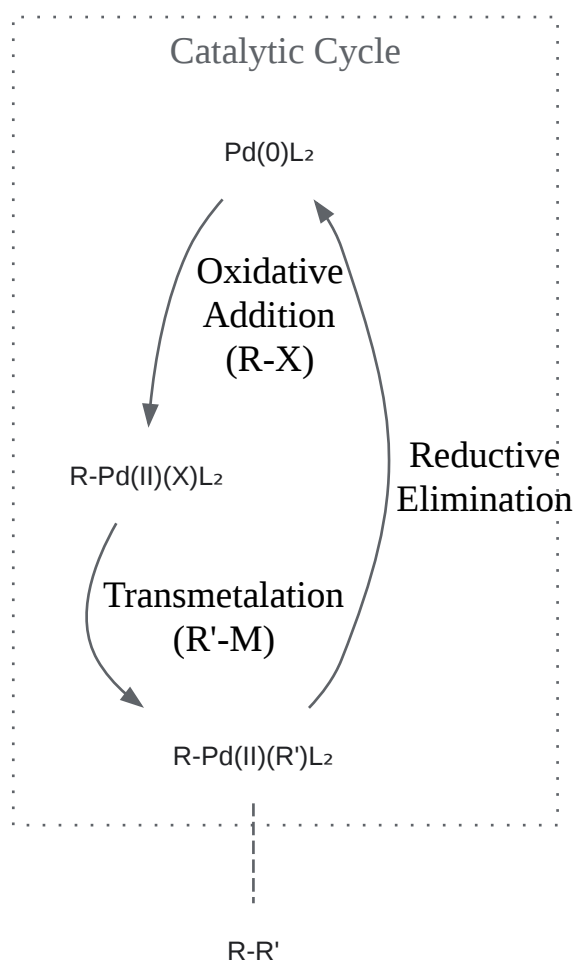 Catalytic Cycle
Pd(0)L₂
Oxidative
Addition
(R-X)
R-Pd(II)(X)L₂
Reductive
Elimination
Transmetalation
(R'-M)
R-Pd(II)(R')L₂
R-R'